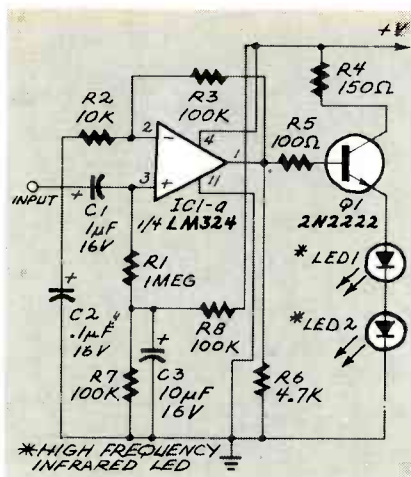 +V
R4
150Ω
R3
100K
R2
10K
2
4
R5
100Ω
1
3
11
INPUT
C1
1µF
16V
IC1-a
1/4 LM324
Q1
2N2222
R1
1MEG
*LED1
C2
.1µF
16V
R8
100K
*LED2
R7
100K
C3
10µF
16V
R6
4.7K
*HIGH FREQUENCY
INFRARED LED